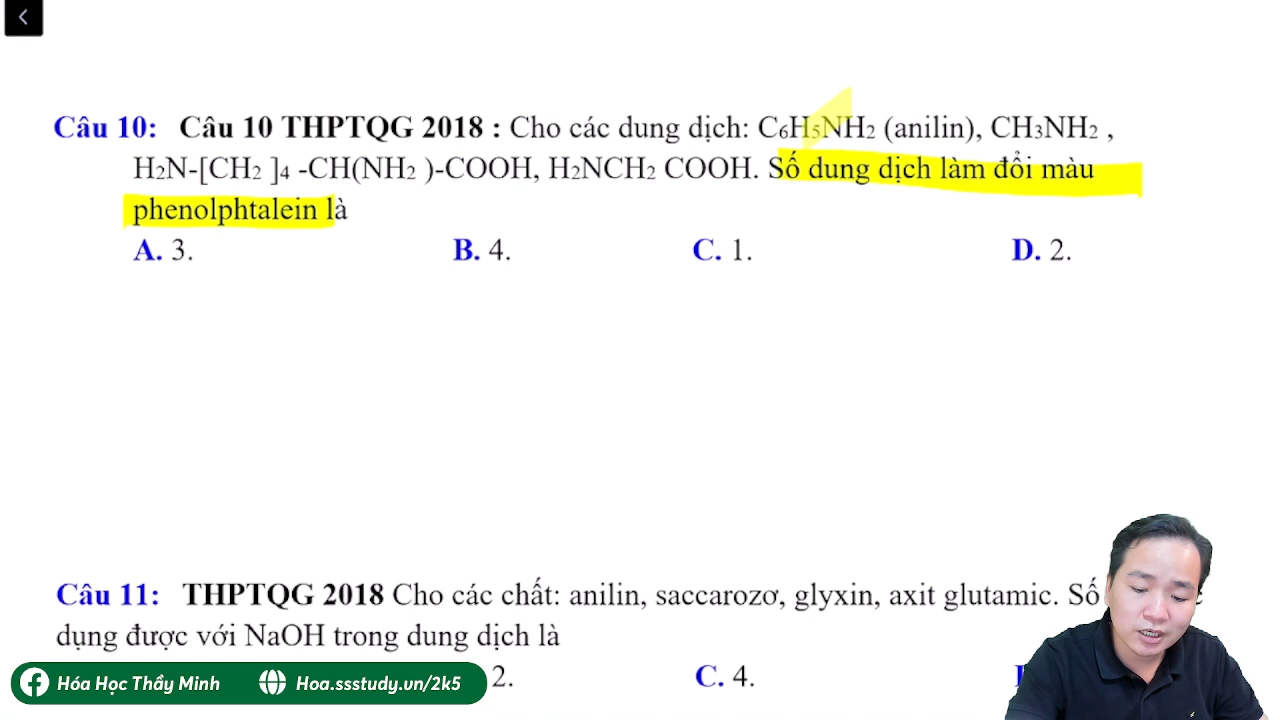 Câu 10: Câu 10 THPTQG 2018 : Cho các dung dịch: C₆H₅NH₂ (anilin), CH₃NH₂ ,
H₂N-[CH₂ ]₄ -CH(NH₂ )-COOH, H₂NCH₂ COOH. Số dung dịch làm đổi màu
phenolphtalein là
A. 3. B. 4. C. 1. D. 2.
Câu 11: THPTQG 2018 Cho các chất: anilin, saccarozơ, glyxin, axit glutamic. Số
dụng được với NaOH trong dung dịch là
2. C. 4.
Hóa Học Thầy Minh Hoa.ssstudy.vn/2k5